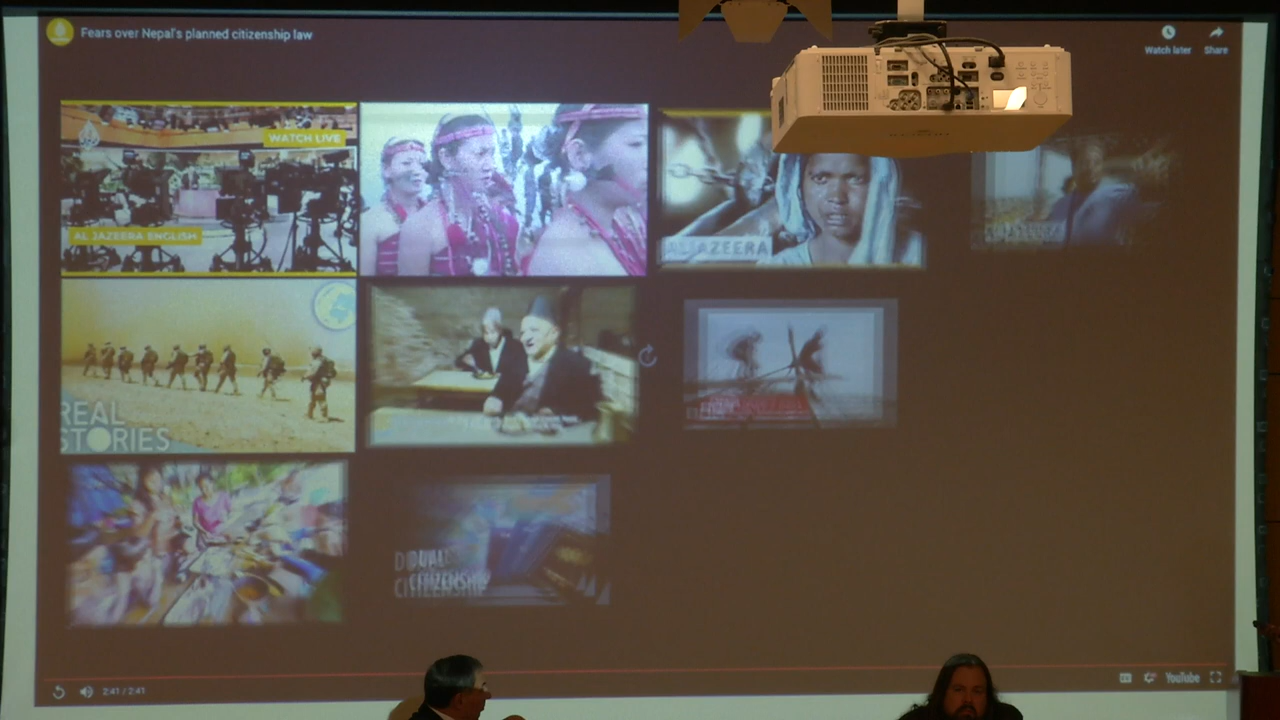 Fears over Nepal's planned citizenship law
Watch later
Share
WATCH LIVE
AL JAZEERA ENGLISH
ALJAZEERA
REAL
STORIES
DUAL
CITIZENSHIP
2:41 / 2:41
YouTube